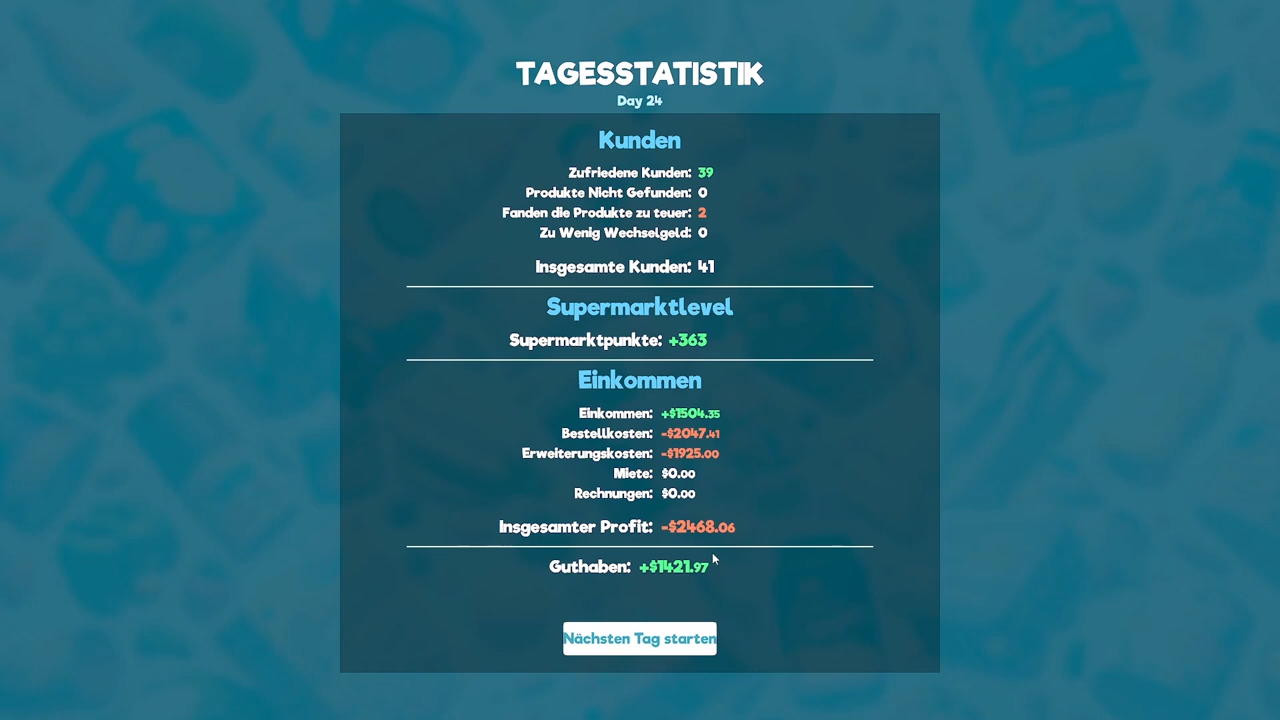 TAGESSTATISTIK
Day 24
Kunden
Zufriedene Kunden: 39
Produkte Nicht Gefunden: 0
Fanden die Produkte zu teuer: 2
Zu Wenig Wechselgeld: 0
Insgesamte Kunden: 41
Supermarktlevel
Supermarktpunkte: +363
Einkommen
Einkommen: +$1504.35
Bestellkosten: -$2047.41
Erweiterungskosten: -$1925.00
Miete: $0.00
Rechnungen: $0.00
Insgesamter Profit: -$2468.06
Guthaben: +$1421.97
Nächsten Tag starten